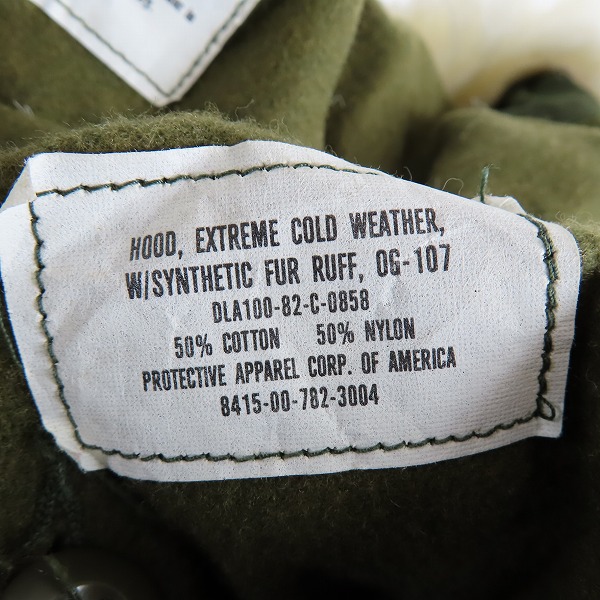 HOOD, EXTREME COLD WEATHER,
W/SYNTHETIC FUR RUFF, OG-107
DLA100-82-C-0858
50% COTTON 50% NYLON
PROTECTIVE APPAREL CORP. OF AMERICA
8415-00-782-3004